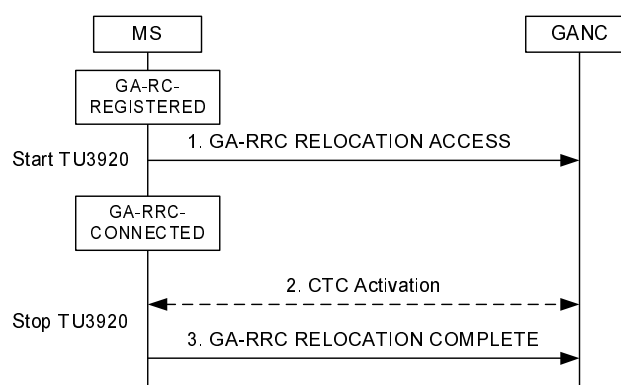 MS
GANC
GA-RC-
REGISTERED
1. GA-RRC RELOCATION ACCESS
Start TU3920
GA-RRC-
CONNECTED
2. CTC Activation
Stop TU3920
3. GA-RRC RELOCATION COMPLETE